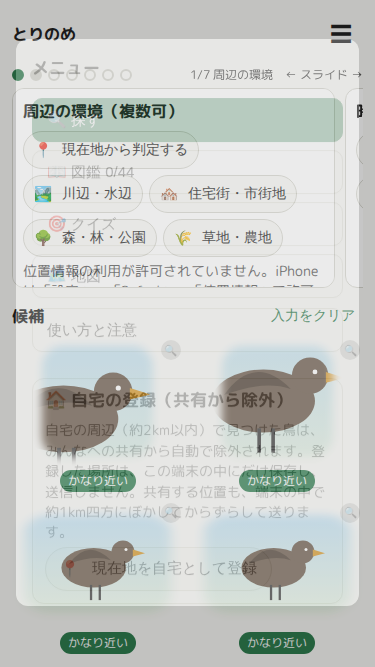 とりのめ
メニュー
1/7 周辺の環境 ← スライド →
周辺の環境（複数可）
探す
現在地から判定する
図鑑 0/44
川辺・水辺 住宅街・市街地
クイズ
森・林・公園 草地・農地
位置情報の利用が許可されていません。iPhone
地図
候補 入力をクリア
使い方と注意
自宅の登録（共有から除外）
自宅の周辺（約2km以内）で見つけた鳥は、
みんなへの共有から自動で除外されます。登
録した場所は、この端末の中にだけ保存し、
送信しません。共有する位置も、端末の中で
約1km四方にぼかしてからずらして送りま
す。
かなり近い かなり近い
現在地を自宅として登録
かなり近い かなり近い